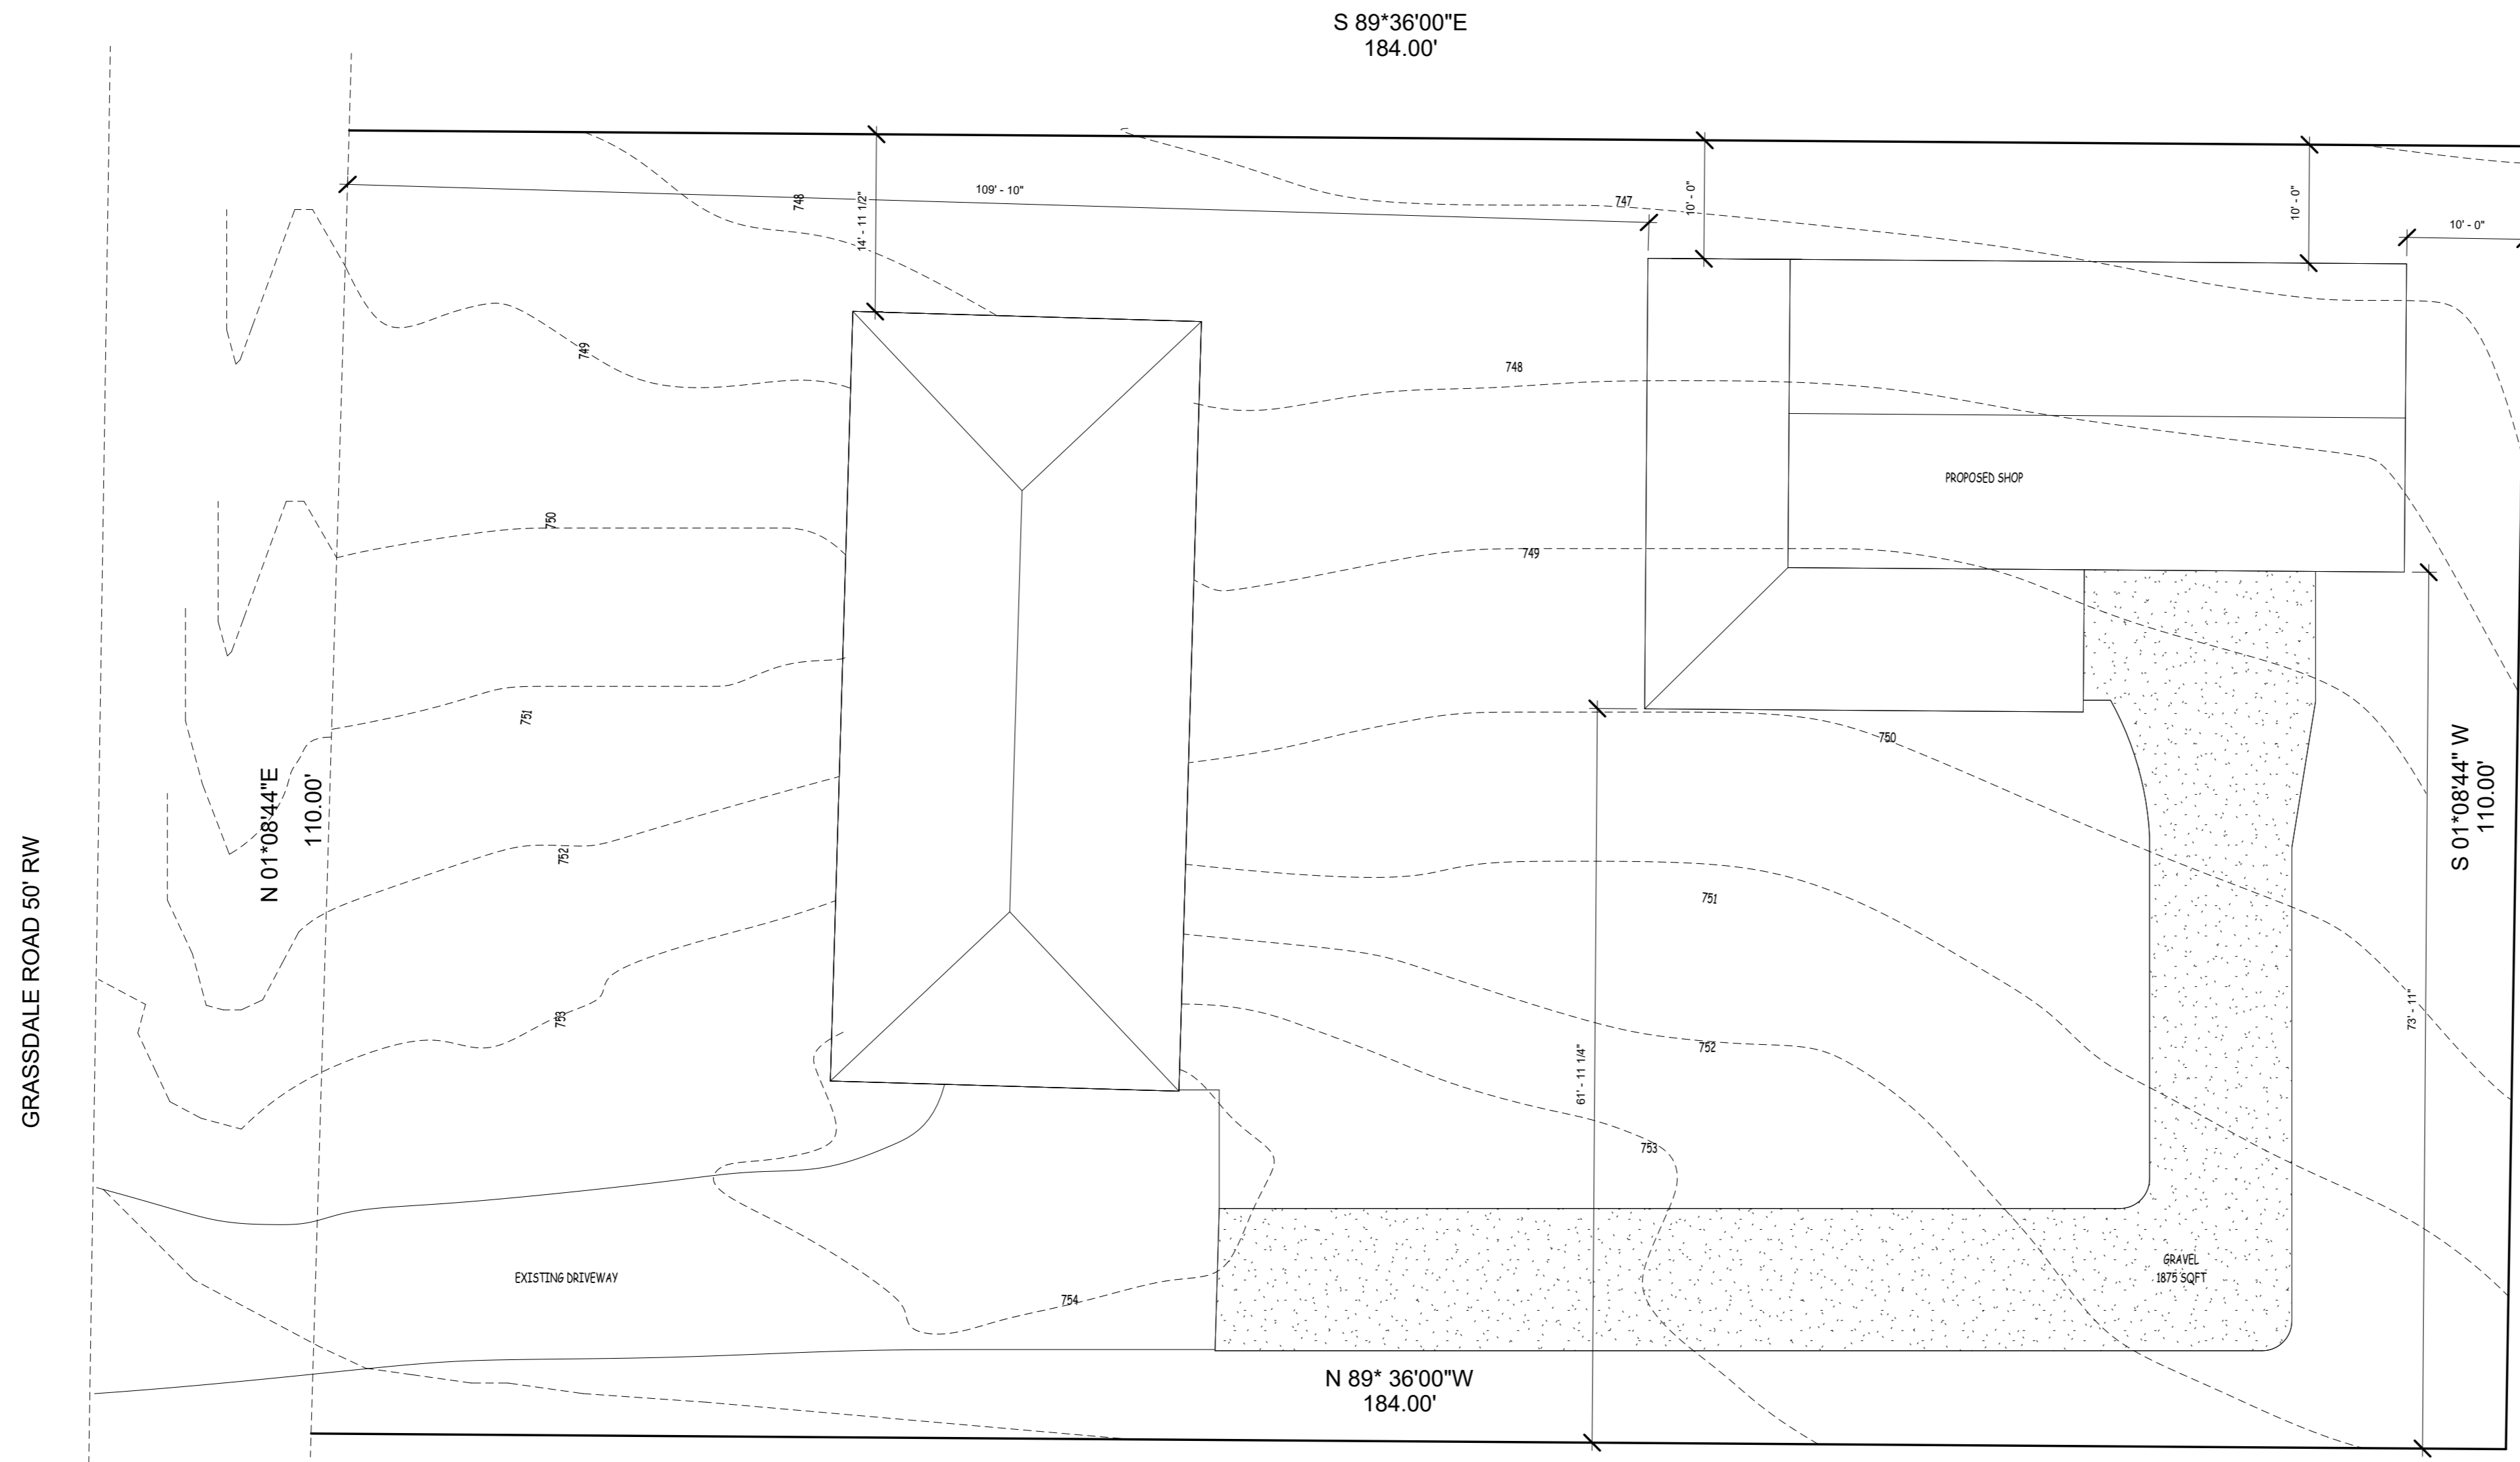 S 89*36'00"E
184.00'
109' - 10"
14' - 11 1/2"
10' - 0"
10' - 0"
10' - 0"
748
747
749
748
750
749
751
750
752
751
753
752
753
754
PROPOSED SHOP
N 01*08'44"E
110.00'
S 01*08'44" W
110.00'
GRASSDALE ROAD 50' RW
61' - 11 1/4"
73' - 11"
EXISTING DRIVEWAY
GRAVEL
1875 SQFT
N 89* 36'00"W
184.00'